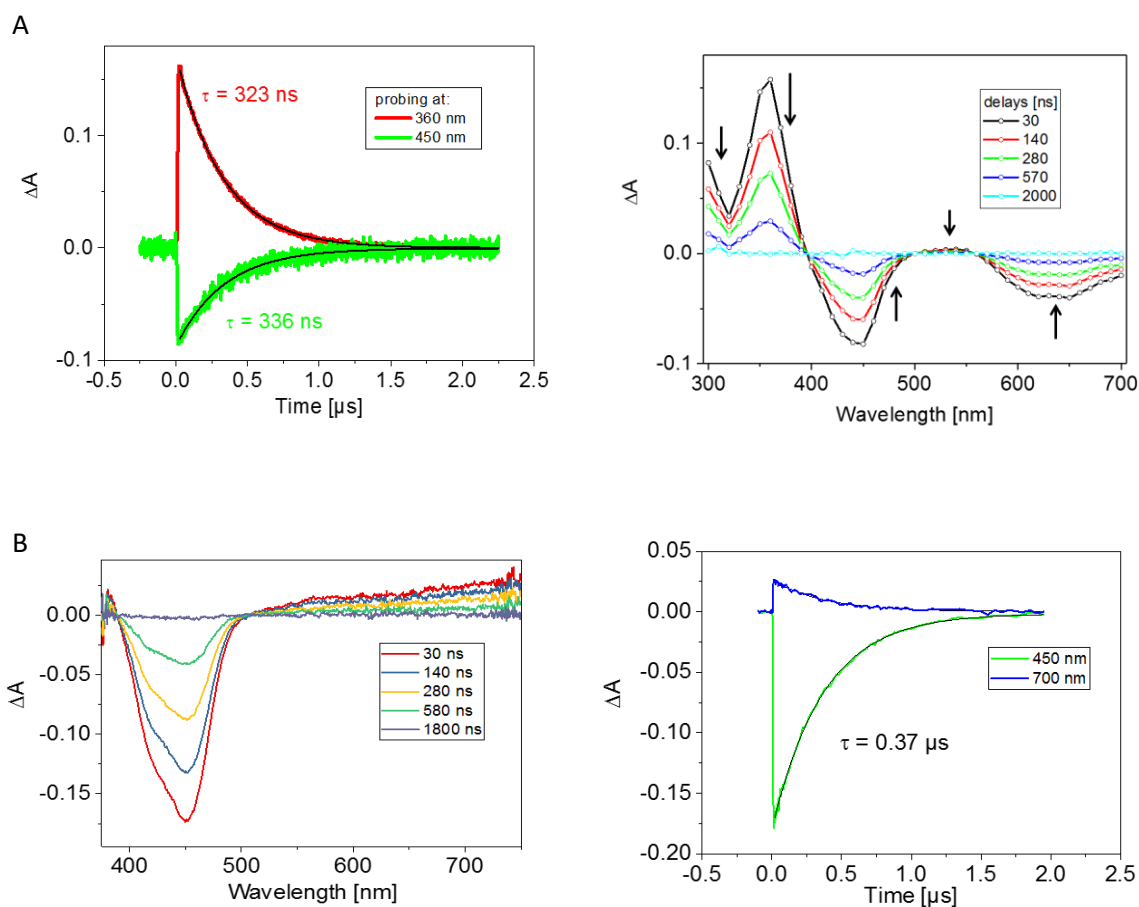 A
τ = 323 ns
probing at:
360 nm
450 nm
τ = 336 ns
0.1
0.0
-0.1
ΔA
-0.5 0.0 0.5 1.0 1.5 2.0 2.5
Time [µs]
delays [ns]
30
140
280
570
2000
0.1
0.0
-0.1
ΔA
300 400 500 600 700
Wavelength [nm]
B
0.00
-0.05
-0.10
-0.15
ΔA
30 ns
140 ns
280 ns
580 ns
1800 ns
400 500 600 700
Wavelength [nm]
0.05
0.00
-0.05
-0.10
-0.15
-0.20
ΔA
450 nm
700 nm
τ = 0.37 µs
-0.5 0.0 0.5 1.0 1.5 2.0 2.5
Time [µs]